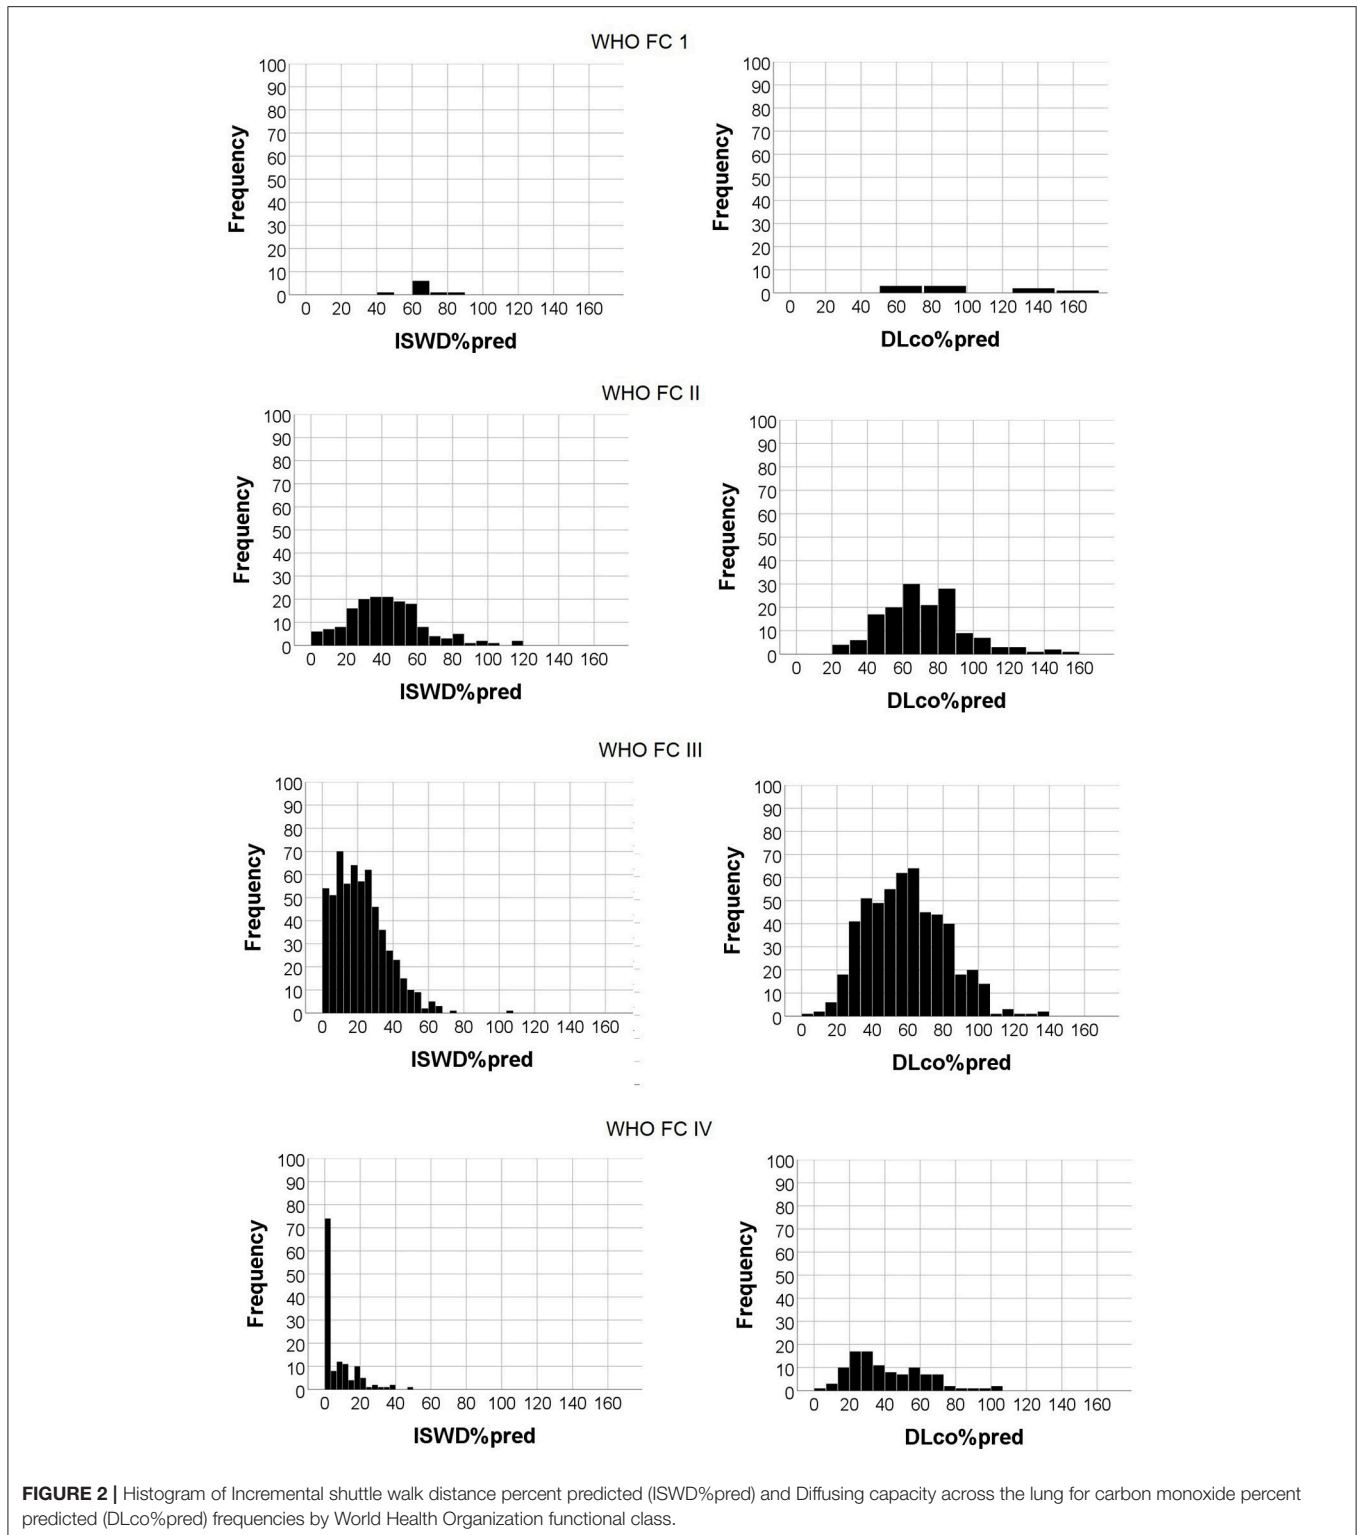 WHO FC 1
100
90
80
70
60
50
40
30
20
10
0
Frequency
0 20 40 60 80 100 120 140 160
ISWD%pred
100
90
80
70
60
50
40
30
20
10
0
Frequency
0 20 40 60 80 100 120 140 160
DLco%pred
WHO FC II
100
90
80
70
60
50
40
30
20
10
0
Frequency
0 20 40 60 80 100 120 140 160
ISWD%pred
100
90
80
70
60
50
40
30
20
10
0
Frequency
0 20 40 60 80 100 120 140 160
DLco%pred
WHO FC III
100
90
80
70
60
50
40
30
20
10
0
Frequency
0 20 40 60 80 100 120 140 160
ISWD%pred
100
90
80
70
60
50
40
30
20
10
0
Frequency
0 20 40 60 80 100 120 140 160
DLco%pred
WHO FC IV
100
90
80
70
60
50
40
30
20
10
0
Frequency
0 20 40 60 80 100 120 140 160
ISWD%pred
100
90
80
70
60
50
40
30
20
10
0
Frequency
0 20 40 60 80 100 120 140 160
DLco%pred
FIGURE 2 | Histogram of Incremental shuttle walk distance percent predicted (ISWD%pred) and Diffusing capacity across the lung for carbon monoxide percent
predicted (DLco%pred) frequencies by World Health Organization functional class.